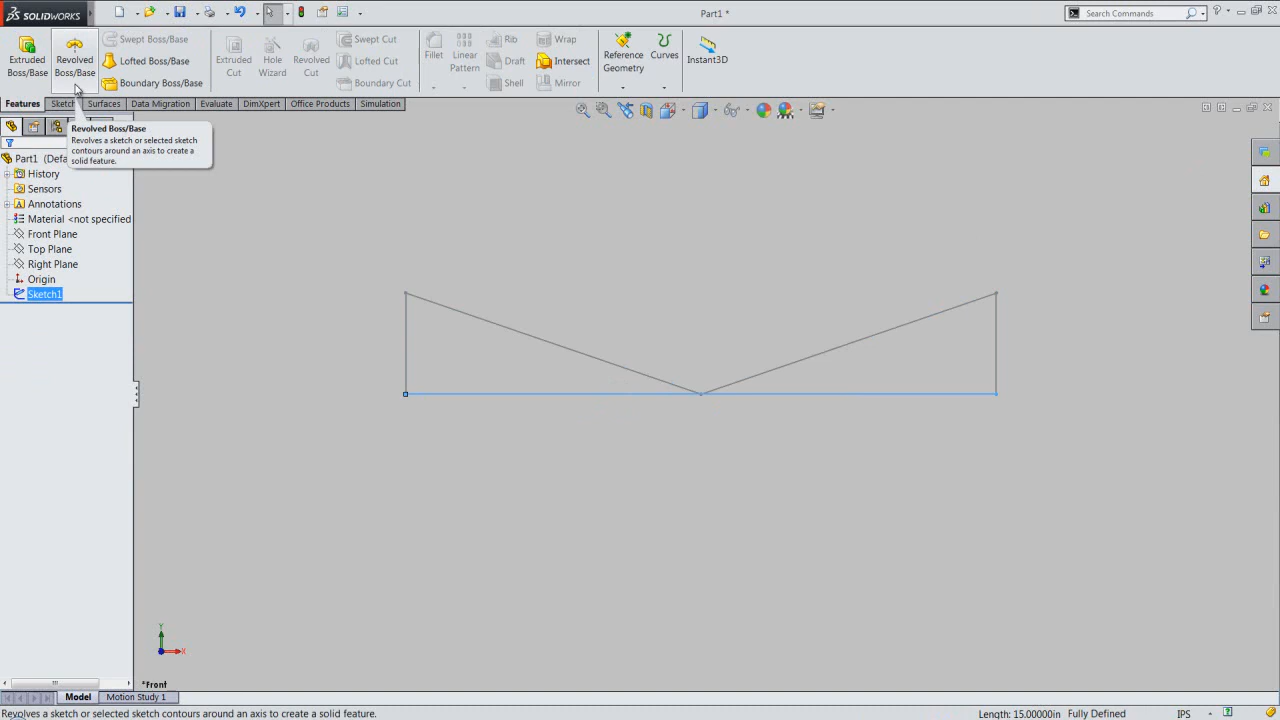 SOLIDWORKS
Part1 *
Search Commands
Extruded
Boss/Base
Revolved
Boss/Base
Swept Boss/Base
Lofted Boss/Base
Boundary Boss/Base
Extruded
Cut
Hole
Wizard
Revolved
Cut
Swept Cut
Lofted Cut
Boundary Cut
Fillet
Linear
Pattern
Rib
Draft
Shell
Wrap
Intersect
Mirror
Reference
Geometry
Curves
Instant3D
Features
Sketch
Surfaces
Data Migration
Evaluate
DimXpert
Office Products
Simulation
Revolved Boss/Base
Revolves a sketch or selected sketch
contours around an axis to create a
solid feature.
Part1 (Defa
History
Sensors
Annotations
Material <not specified
Front Plane
Top Plane
Right Plane
Origin
Sketch1
Y
X
*Front
Model
Motion Study 1
Revolves a sketch or selected sketch contours around an axis to create a solid feature.
Length: 15.00000in
Fully Defined
IPS